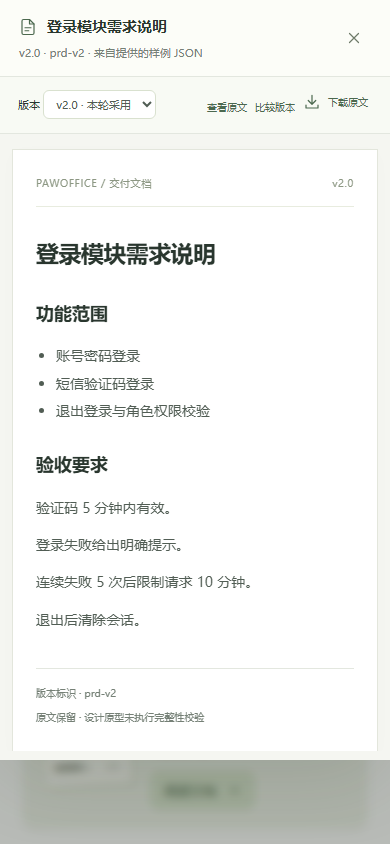 登录模块需求说明
v2.0 · prd-v2 · 来自提供的样例 JSON
版本 v2.0 · 本轮采用 查看原文 比较版本 下载原文
PAWOFFICE / 交付文档 v2.0
登录模块需求说明
功能范围
• 账号密码登录
• 短信验证码登录
• 退出登录与角色权限校验
验收要求
验证码 5 分钟内有效。
登录失败给出明确提示。
连续失败 5 次后限制请求 10 分钟。
退出后清除会话。
版本标识 · prd-v2
原文保留 · 设计原型未执行完整性校验